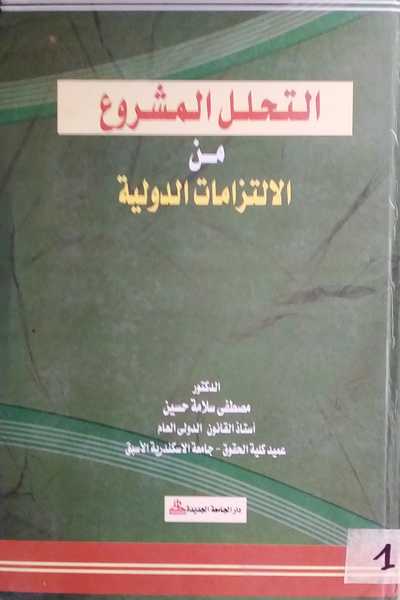 التحلل المشروع
من
الالتزامات الدولية
الدكتور
مصطفى سلامة حسين
أستاذ القانون الدولى العام
عميد كلية الحقوق - جامعة الاسكندرية الأسبق
دار الجامعة الجديدة
1